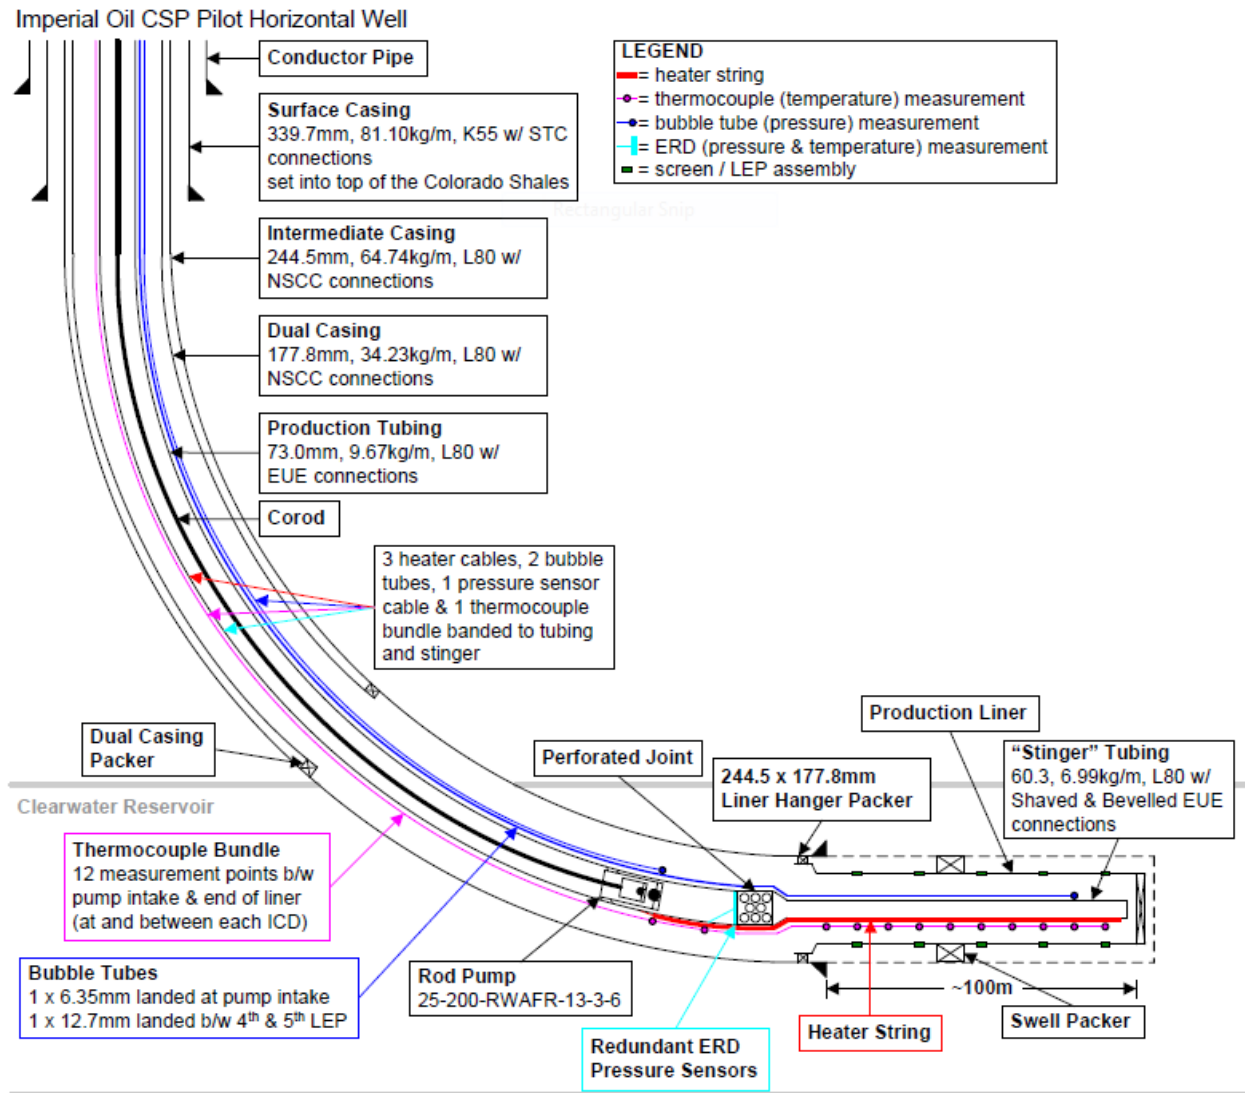 Imperial Oil CSP Pilot Horizontal Well
Conductor Pipe
LEGEND
= heater string
= thermocouple (temperature) measurement
= bubble tube (pressure) measurement
= ERD (pressure & temperature) measurement
= screen / LEP assembly
Surface Casing
339.7mm, 81.10kg/m, K55 w/ STC
connections
set into top of the Colorado Shales
Rectangular Snip
Intermediate Casing
244.5mm, 64.74kg/m, L80 w/
NSCC connections
Dual Casing
177.8mm, 34.23kg/m, L80 w/
NSCC connections
Production Tubing
73.0mm, 9.67kg/m, L80 w/
EUE connections
Corod
3 heater cables, 2 bubble
tubes, 1 pressure sensor
cable & 1 thermocouple
bundle banded to tubing
and stinger
Dual Casing
Packer
Perforated Joint
Production Liner
244.5 x 177.8mm
Liner Hanger Packer
“Stinger” Tubing
60.3, 6.99kg/m, L80 w/
Shaved & Bevelled EUE
connections
Clearwater Reservoir
Thermocouple Bundle
12 measurement points b/w
pump intake & end of liner
(at and between each ICD)
Bubble Tubes
1 x 6.35mm landed at pump intake
1 x 12.7mm landed b/w 4th & 5th LEP
Rod Pump
25-200-RWAFR-13-3-6
Redundant ERD
Pressure Sensors
~100m
Heater String
Swell Packer